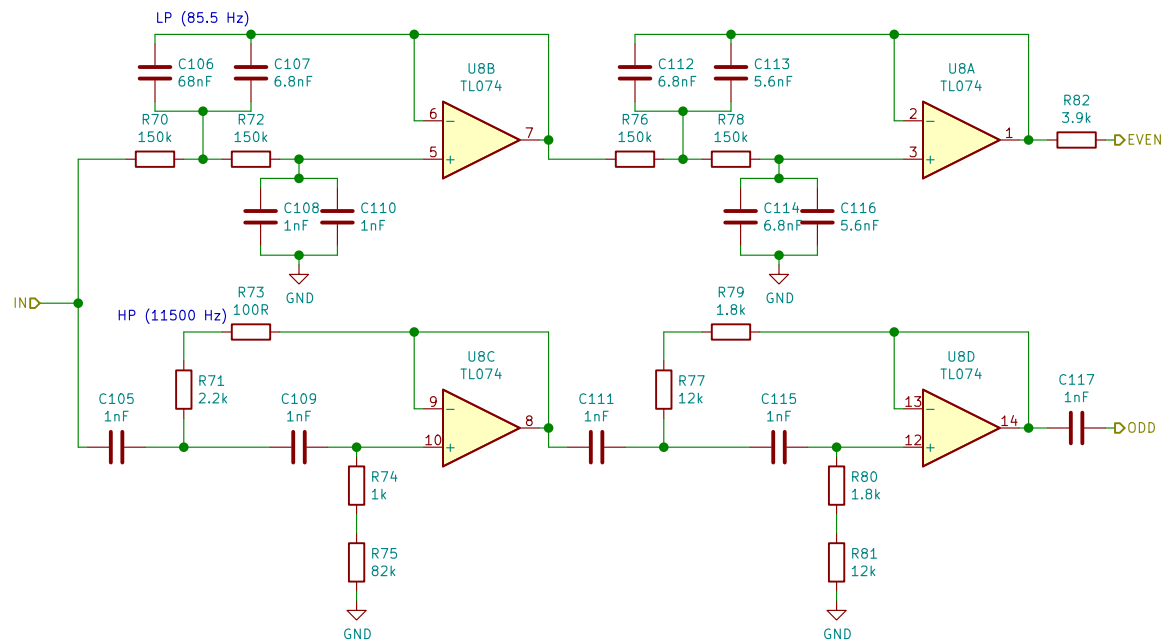 LP (85.5 Hz)
C106
68nF
C107
6.8nF
U8B
TL074
C112
6.8nF
C113
5.6nF
U8A
TL074
R82
3.9k
R70
150k
R72
150k
6
5
7
R76
150k
R78
150k
2
3
1
EVEN
C108
1nF
C110
1nF
C114
6.8nF
C116
5.6nF
GND
GND
IN
HP (11500 Hz)
R73
100R
R79
1.8k
U8C
TL074
U8D
TL074
R71
2.2k
R77
12k
C105
1nF
C109
1nF
9
10
8
C111
1nF
C115
1nF
13
12
14
C117
1nF
ODD
R74
1k
R80
1.8k
R75
82k
R81
12k
GND
GND